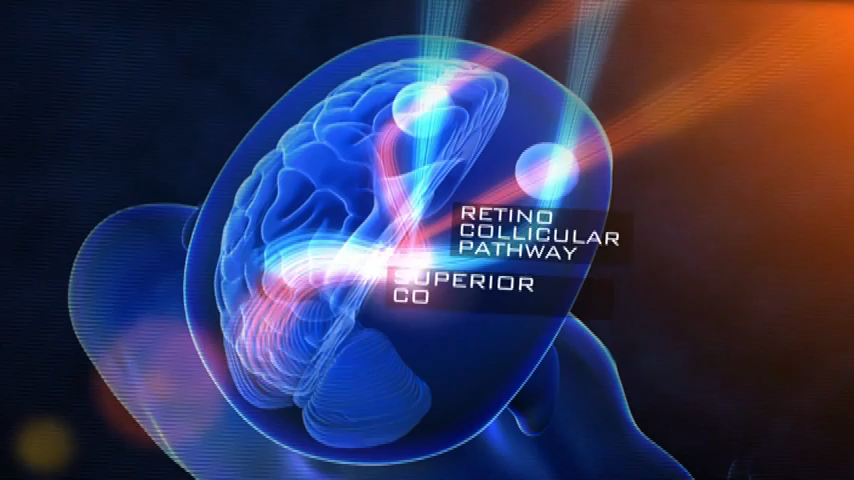 RETINO
COLLICULAR
PATHWAY
SUPERIOR
CO